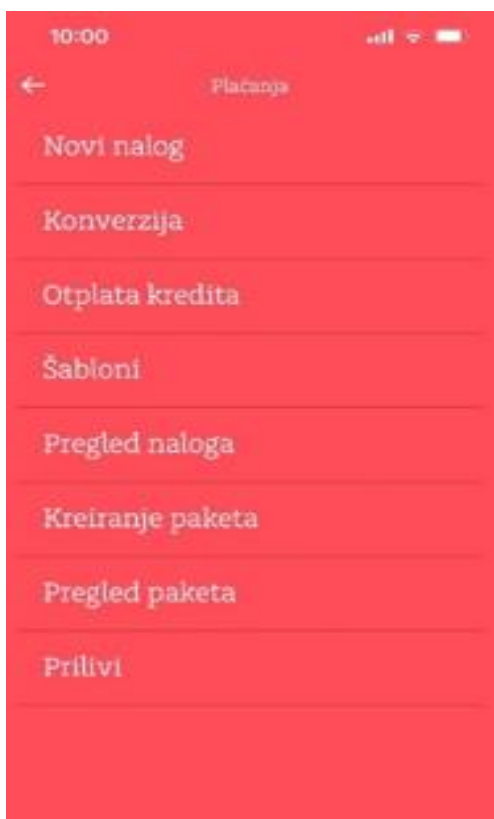 10:00
Plaćanja
Novi nalog
Konverzija
Otplata kredita
Šabloni
Pregled naloga
Kreiranje paketa
Pregled paketa
Prilivi